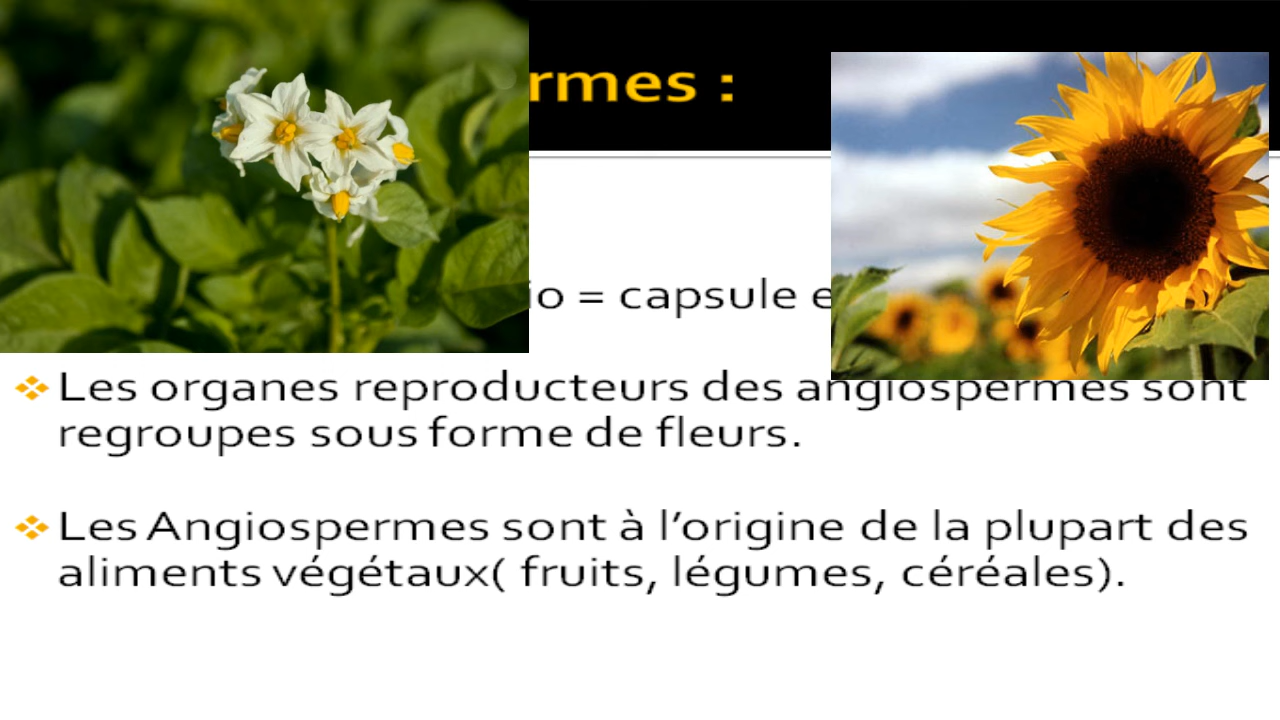 rmes :
io = capsule e
Les organes reproducteurs des angiospermes sont
regroupes sous forme de fleurs.
Les Angiospermes sont à l’origine de la plupart des
aliments végétaux( fruits, légumes, céréales).